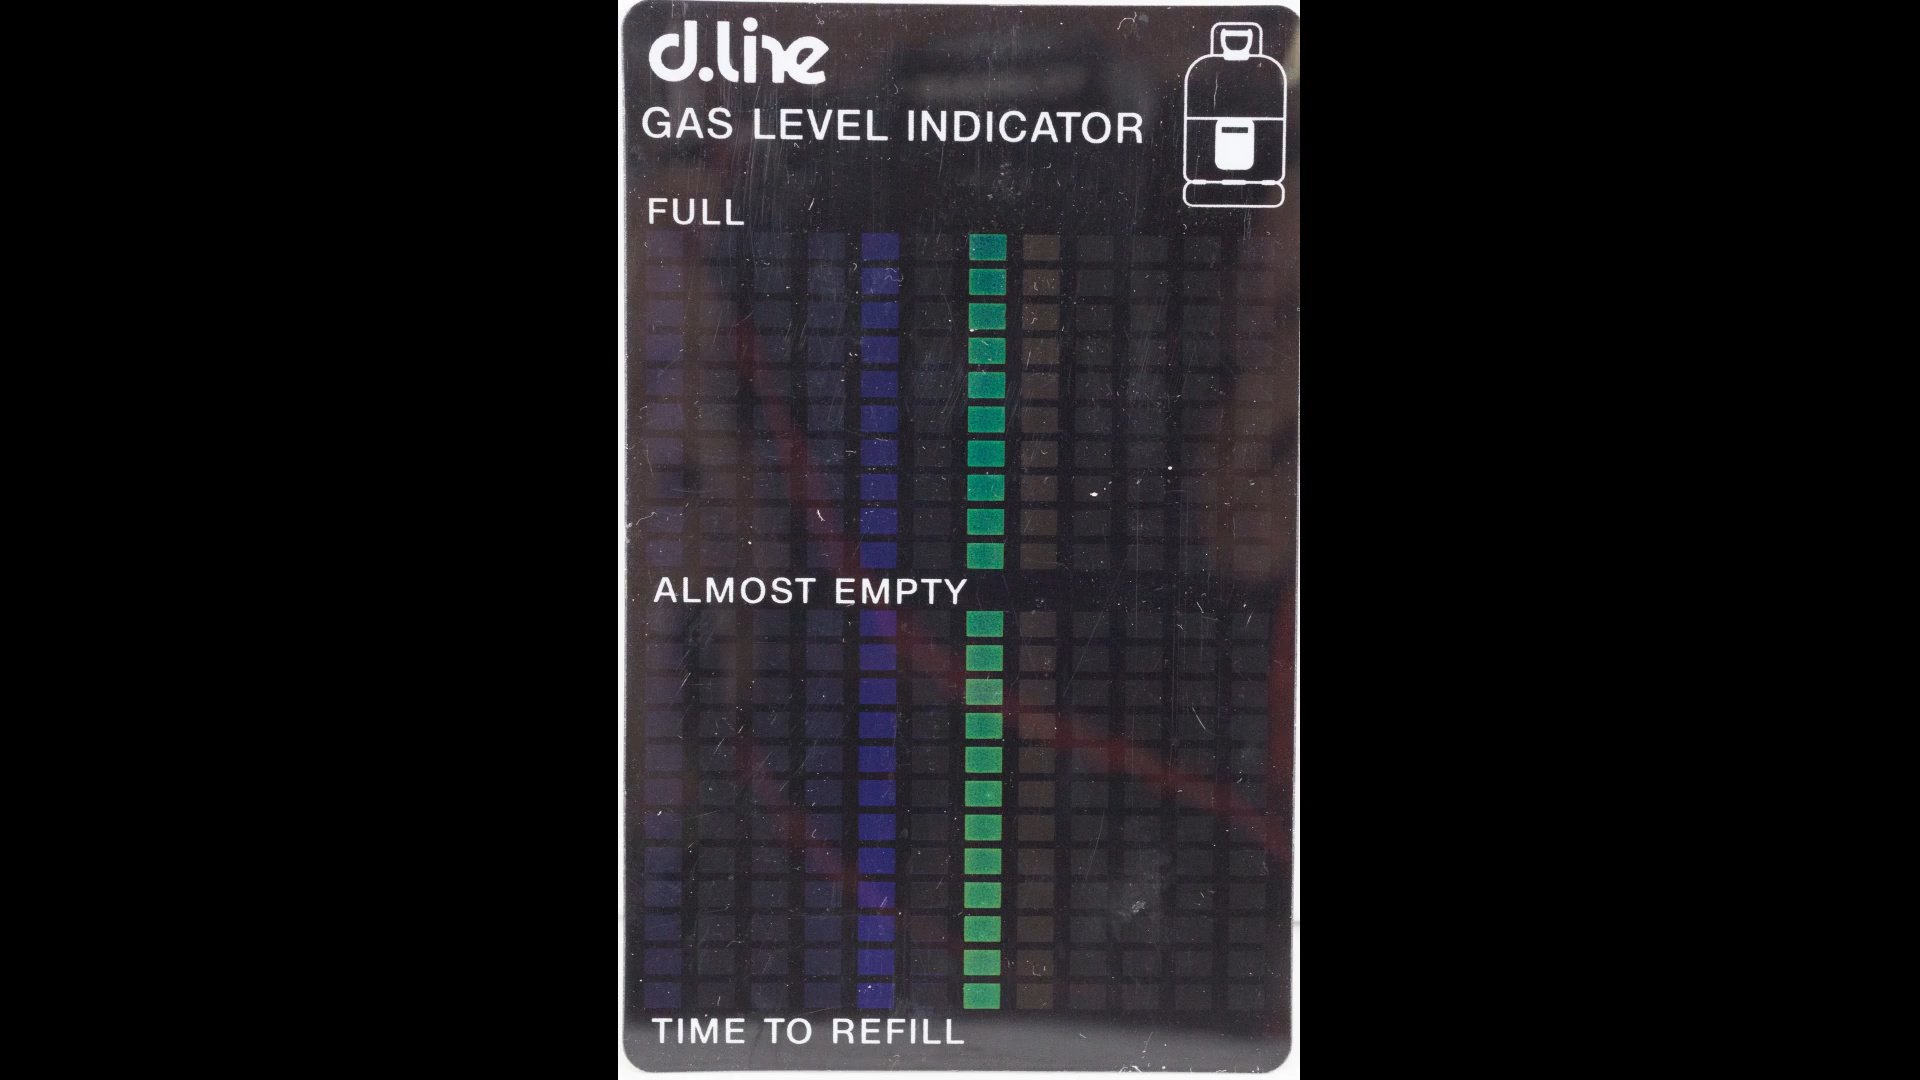 d.line
GAS LEVEL INDICATOR
FULL
ALMOST EMPTY
TIME TO REFILL